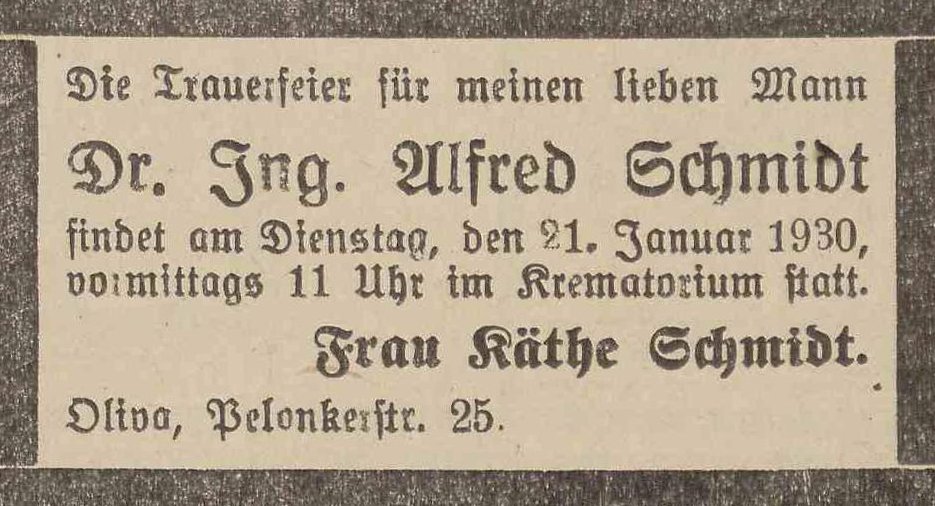 Die Trauerfeier für meinen lieben Mann
Dr. Ing. Alfred Schmidt
findet am Dienstag, den 21. Januar 1930,
vormittags 11 Uhr im Krematorium statt.
Frau Käthe Schmidt.
Oliva, Pelonkerstr. 25.